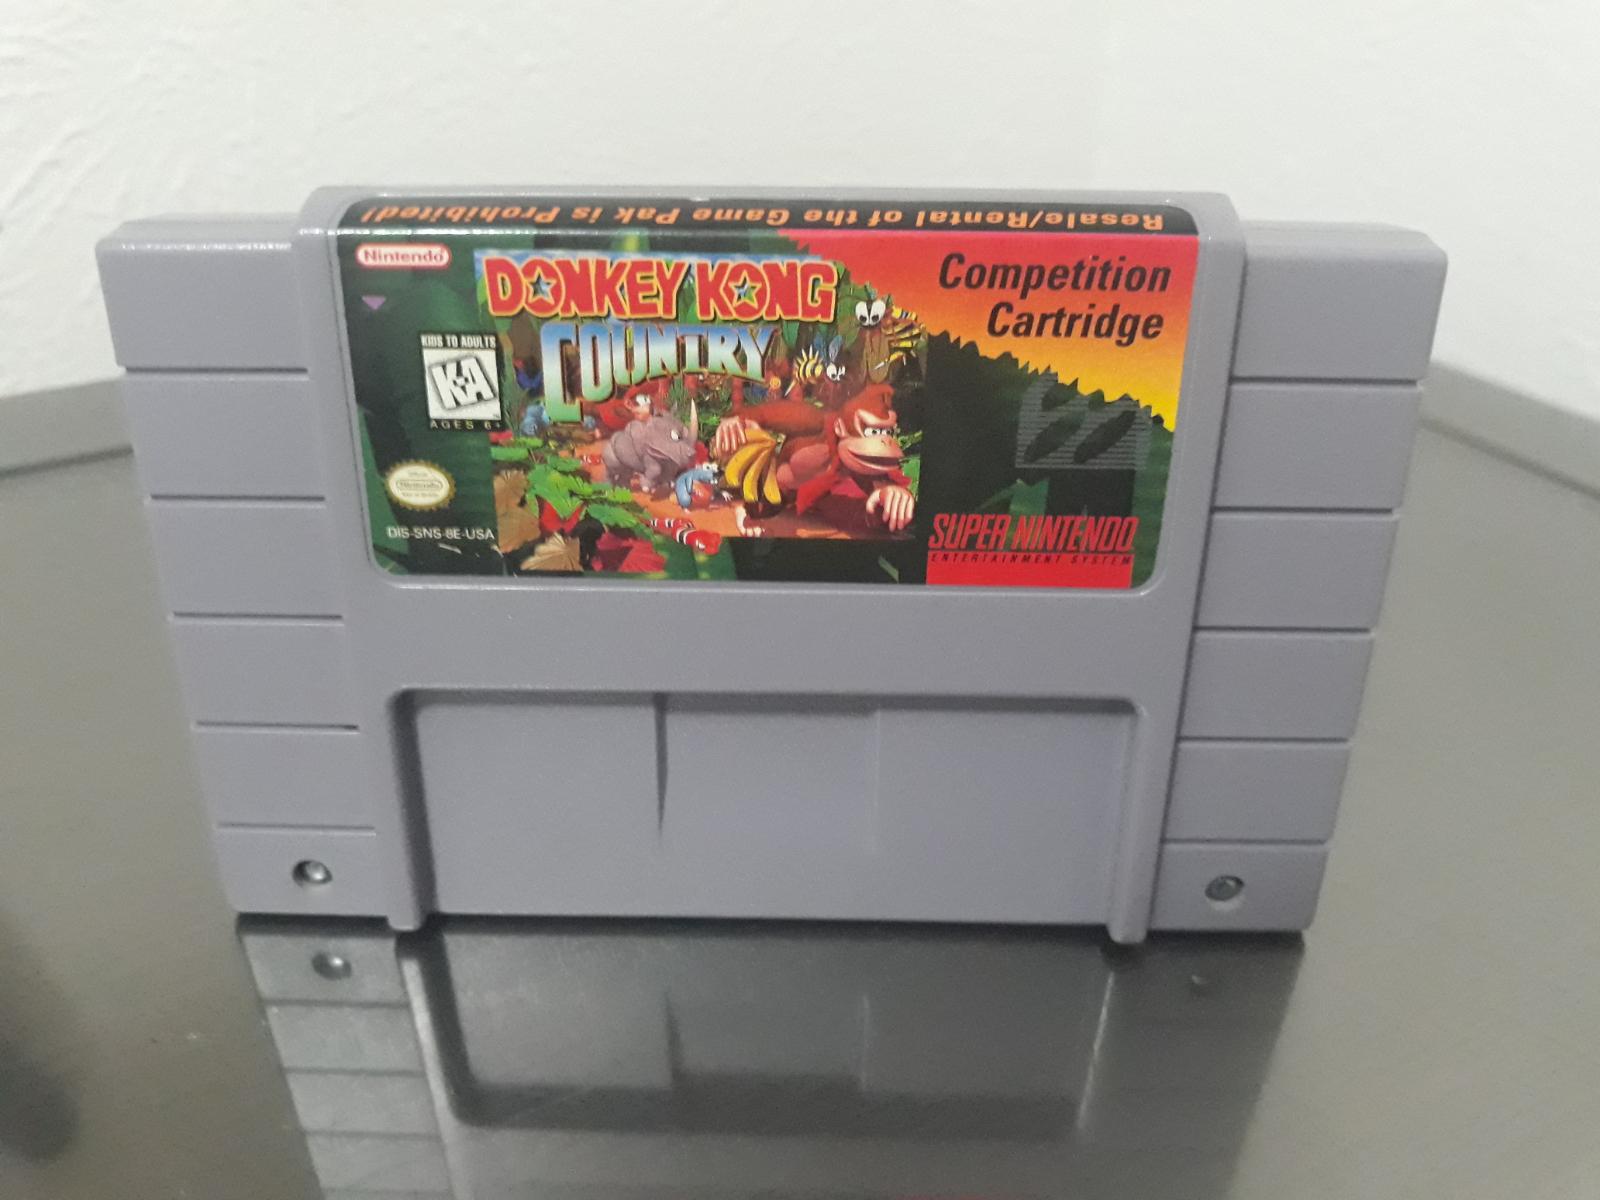 Resale/Rental of the Game Pak is Prohibited!
Nintendo
DONKEY KONG
COUNTRY
Competition
Cartridge
KIDS TO ADULTS
K-A
AGES 6+
Nintendo
DIS-SNS-8E-USA
SUPER NINTENDO
ENTERTAINMENT SYSTEM